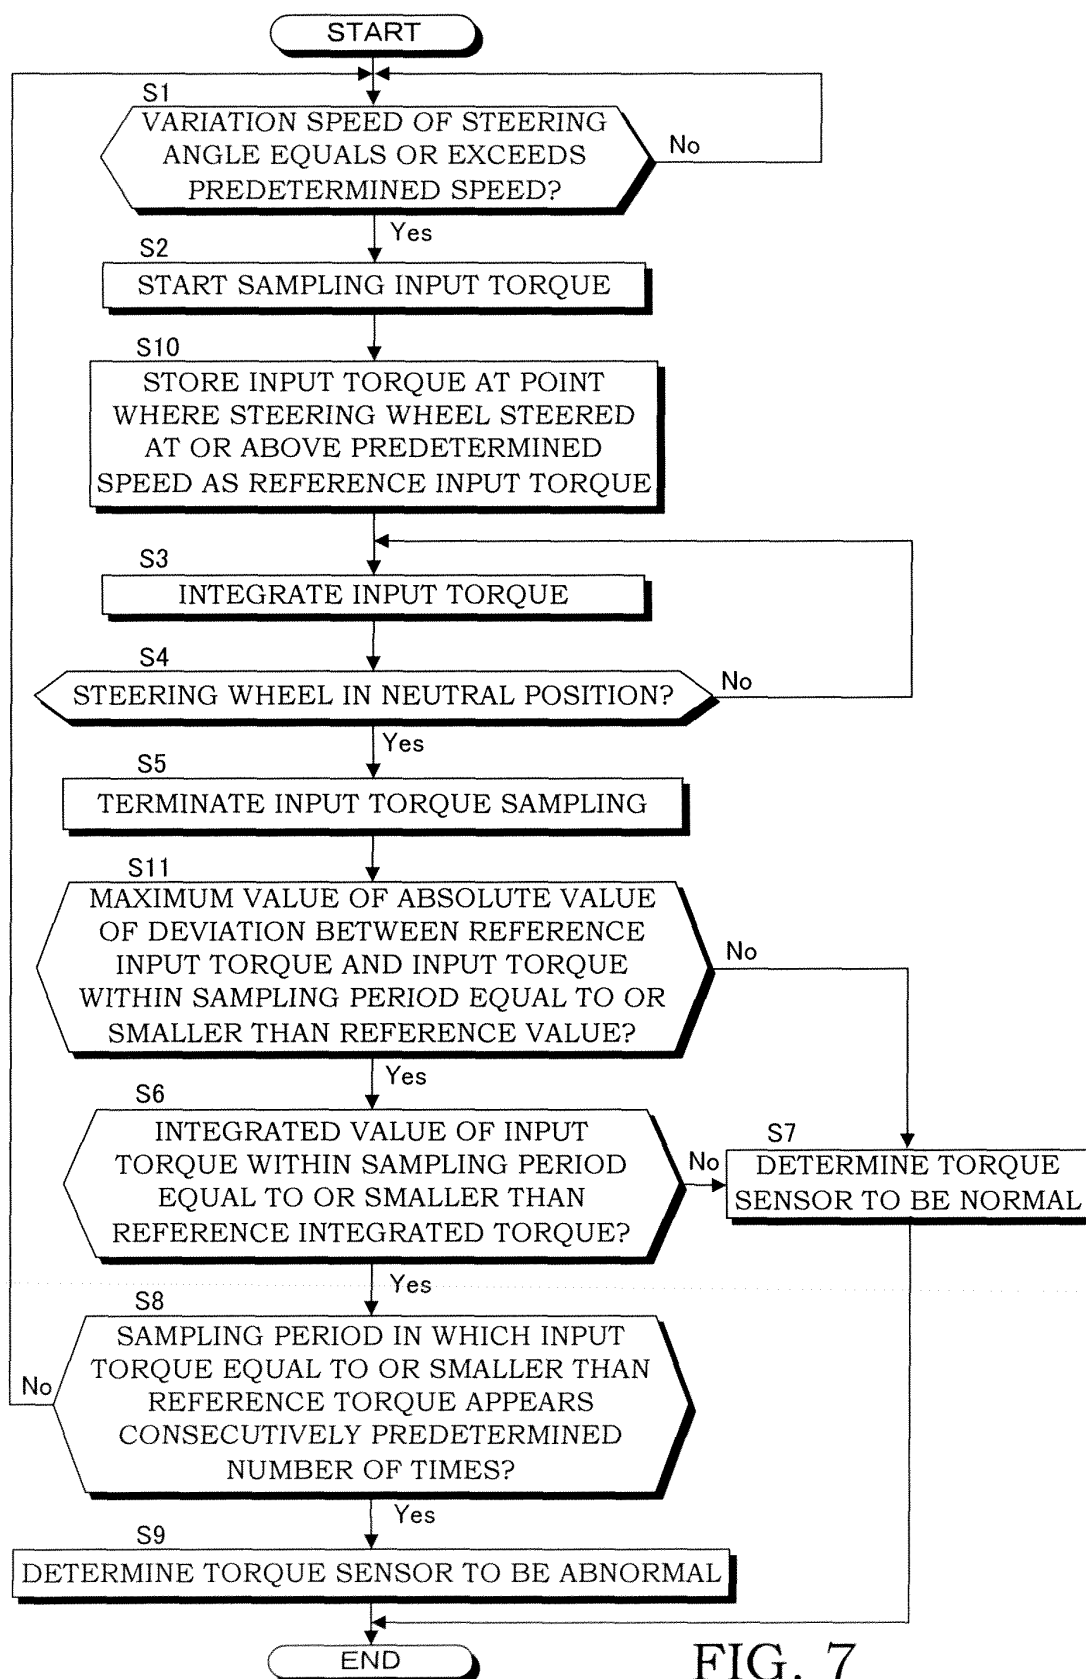 START
S1
VARIATION SPEED OF STEERING
ANGLE EQUALS OR EXCEEDS
PREDETERMINED SPEED?
No
Yes
S2
START SAMPLING INPUT TORQUE
S10
STORE INPUT TORQUE AT POINT
WHERE STEERING WHEEL STEERED
AT OR ABOVE PREDETERMINED
SPEED AS REFERENCE INPUT TORQUE
S3
INTEGRATE INPUT TORQUE
S4
STEERING WHEEL IN NEUTRAL POSITION?
No
Yes
S5
TERMINATE INPUT TORQUE SAMPLING
S11
MAXIMUM VALUE OF ABSOLUTE VALUE
OF DEVIATION BETWEEN REFERENCE
INPUT TORQUE AND INPUT TORQUE
WITHIN SAMPLING PERIOD EQUAL TO OR
SMALLER THAN REFERENCE VALUE?
No
Yes
S6
INTEGRATED VALUE OF INPUT
TORQUE WITHIN SAMPLING PERIOD
EQUAL TO OR SMALLER THAN
REFERENCE INTEGRATED TORQUE?
No
S7
DETERMINE TORQUE
SENSOR TO BE NORMAL
Yes
S8
SAMPLING PERIOD IN WHICH INPUT
TORQUE EQUAL TO OR SMALLER THAN
REFERENCE TORQUE APPEARS
CONSECUTIVELY PREDETERMINED
NUMBER OF TIMES?
No
Yes
S9
DETERMINE TORQUE SENSOR TO BE ABNORMAL
END
FIG. 7